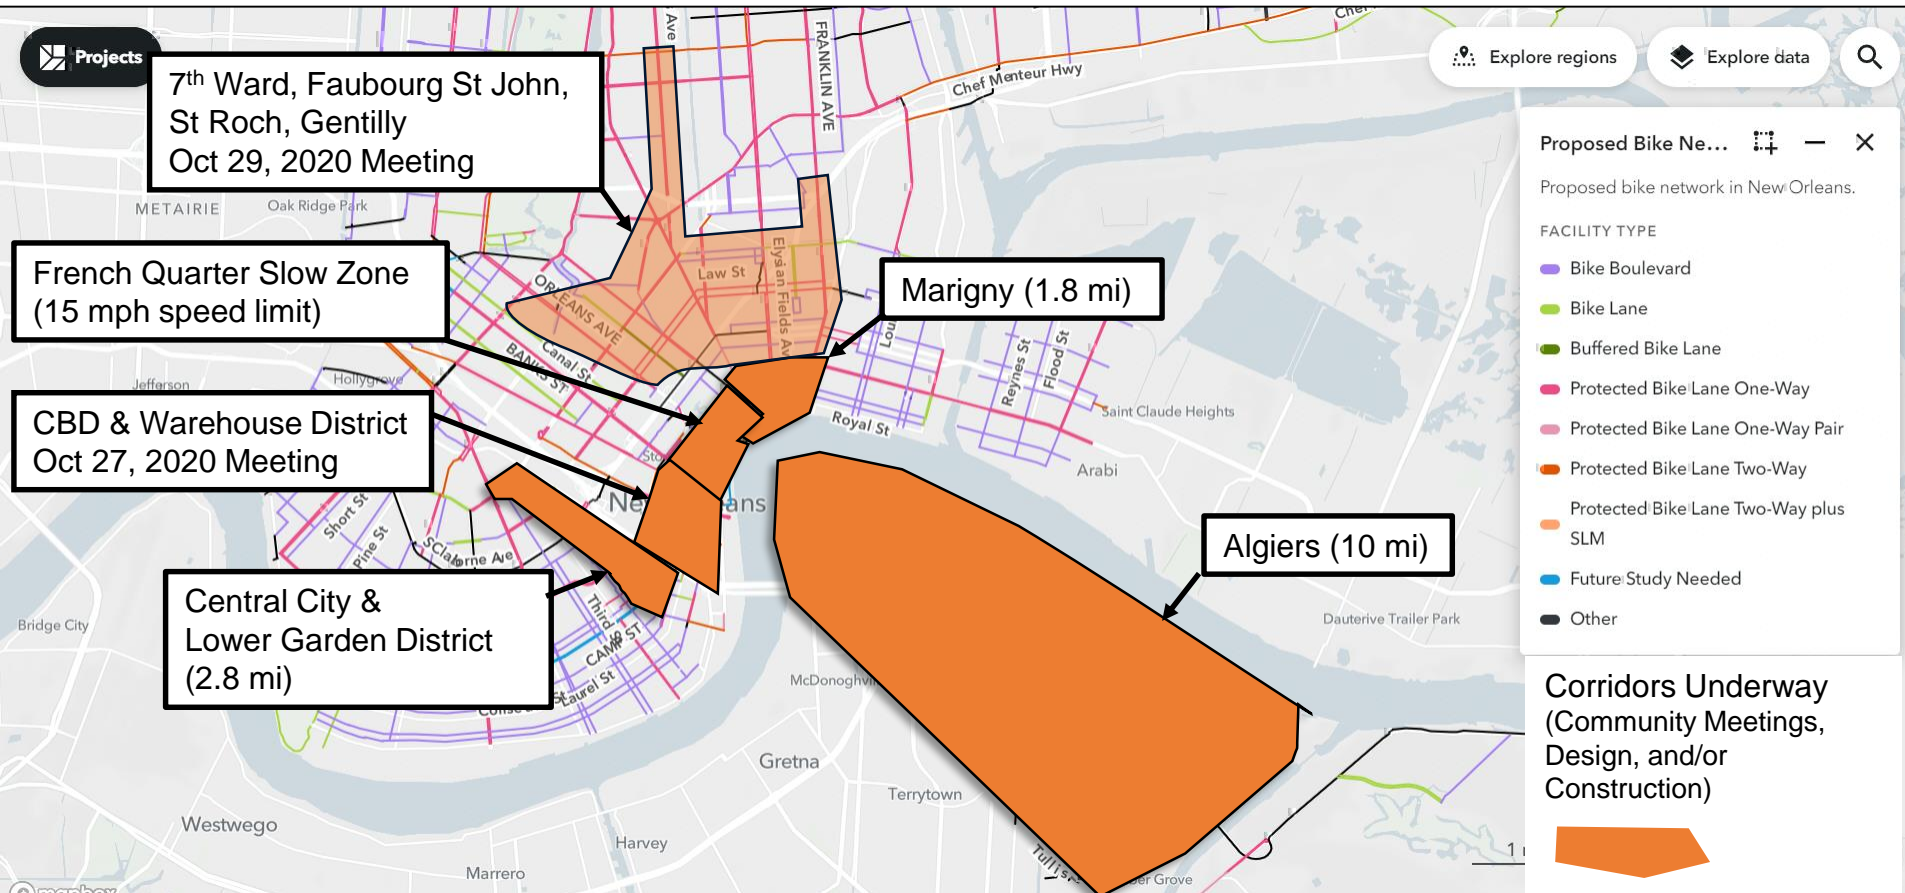 Ave
FRANKLIN AVE
Chef Menteur Hwy
Projects
Explore regions
Explore data
7th Ward, Faubourg St John,
St Roch, Gentilly
Oct 29, 2020 Meeting
METAIRIE
Oak Ridge Park
French Quarter Slow Zone
(15 mph speed limit)
Law St
Elysian Fields Av
ORLEANS AVE
Marigny (1.8 mi)
Canal St
BANKS ST
Reynes St
Flood St
Jefferson
Hollygrove
CBD & Warehouse District
Oct 27, 2020 Meeting
Royal St
Saint Claude Heights
Arabi
Short St
Pine St
Algiers (10 mi)
Central City &
Lower Garden District
(2.8 mi)
CAMP ST
Laurel St
Bridge City
Dauterive Trailer Park
Gretna
Terrytown
Westwego
Harvey
Marrero
mapbox
Proposed Bike Ne...
Proposed bike network in New Orleans.
FACILITY TYPE
Bike Boulevard
Bike Lane
Buffered Bike Lane
Protected Bike Lane One-Way
Protected Bike Lane One-Way Pair
Protected Bike Lane Two-Way
Protected Bike Lane Two-Way plus
SLM
Future Study Needed
Other
Corridors Underway
(Community Meetings,
Design, and/or
Construction)